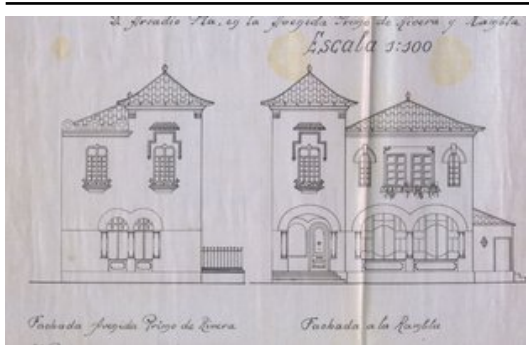 D. Arcadio Pla, en la Avenida Primo de Rivera y Rambla
Escala 1:100
Fachada Avenida Primo de Rivera
Fachada a la Rambla